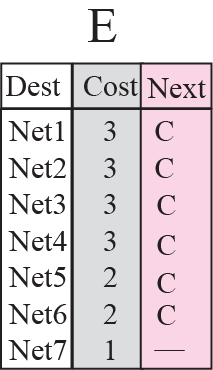 E
Dest Cost Next
Net1 3 C
Net2 3 C
Net3 3 C
Net4 3 C
Net5 2 C
Net6 2 C
Net7 1 —